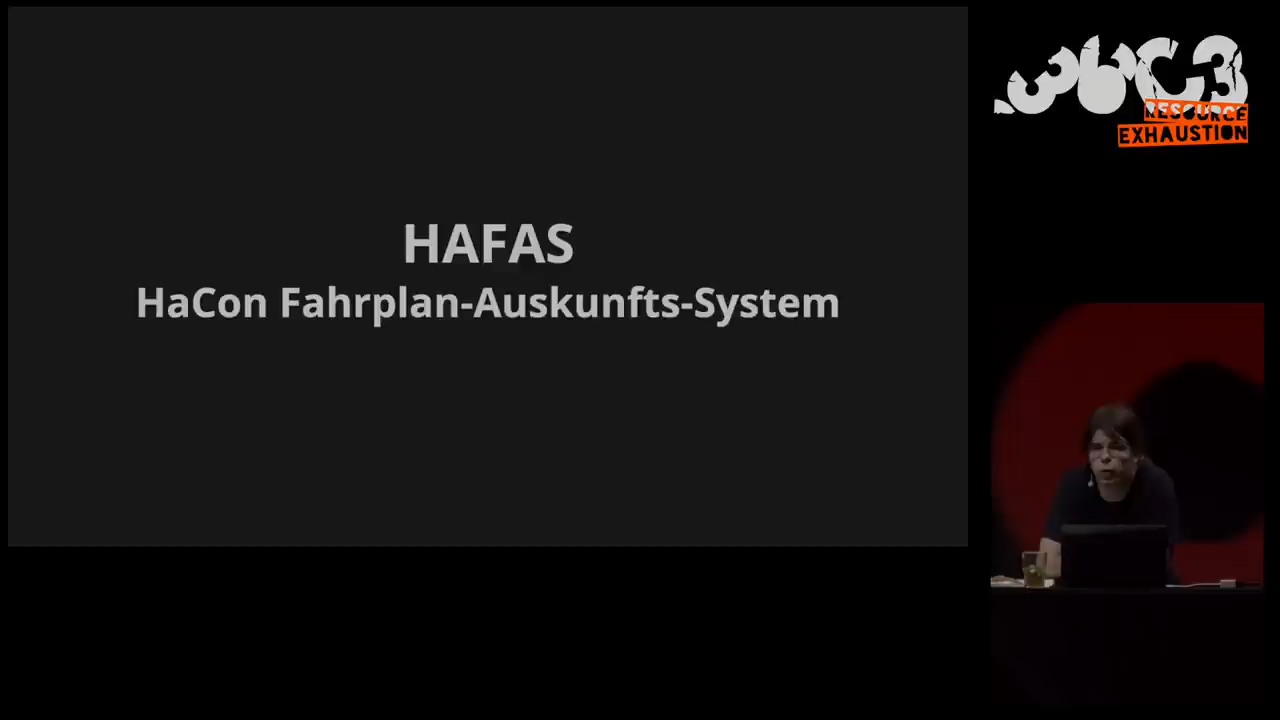 HAFAS
HaCon Fahrplan-Auskunfts-System
36C3
RESOURCE
EXHAUSTION